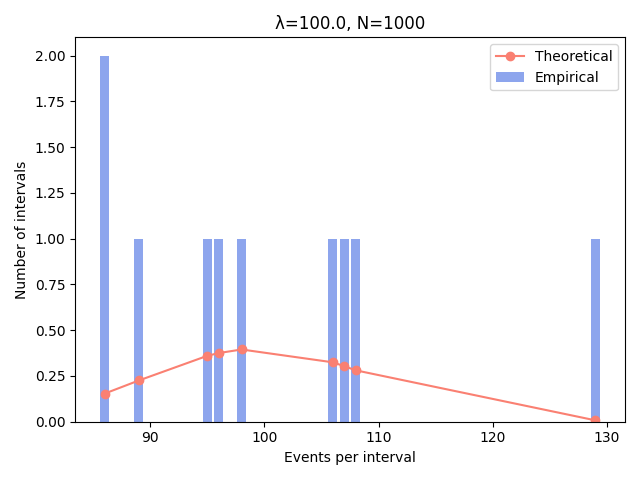 λ=100.0, N=1000
Theoretical
Empirical
2.00
1.75
1.50
1.25
1.00
0.75
0.50
0.25
0.00
Number of intervals
90
100
110
120
130
Events per interval